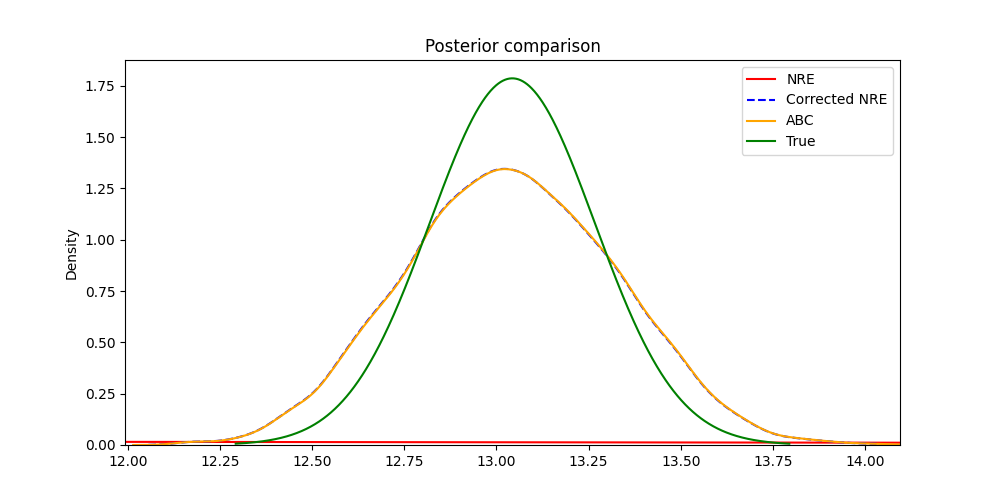 Posterior comparison
NRE
Corrected NRE
ABC
True
Density
1.75
1.50
1.25
1.00
0.75
0.50
0.25
0.00
12.00 12.25 12.50 12.75 13.00 13.25 13.50 13.75 14.00